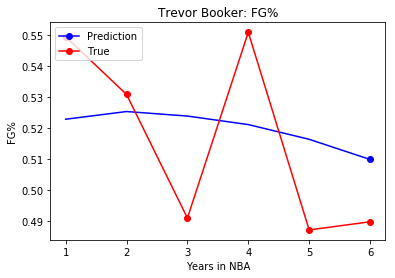 Trevor Booker: FG%
Prediction
True
FG%
0.55
0.54
0.53
0.52
0.51
0.50
0.49
1 2 3 4 5 6
Years in NBA